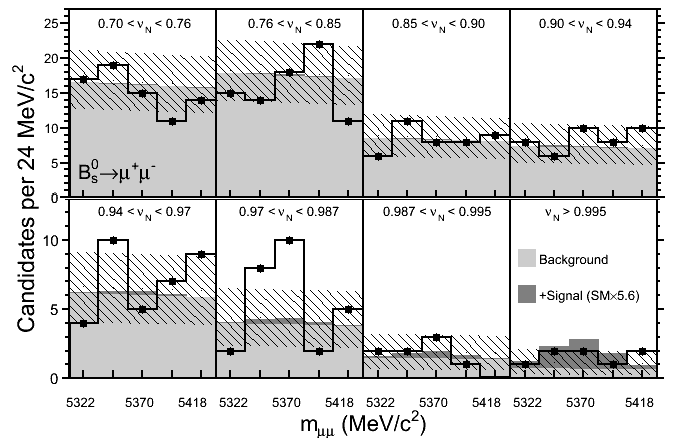 Candidates per 24 MeV/c²
0.70 < ν_N < 0.76
0.76 < ν_N < 0.85
0.85 < ν_N < 0.90
0.90 < ν_N < 0.94
25
20
15
10
5
0
B_s^0→μ⁺μ⁻
0.94 < ν_N < 0.97
0.97 < ν_N < 0.987
0.987 < ν_N < 0.995
ν_N > 0.995
10
5
0
Background
+Signal (SM×5.6)
5322 5370 5418 5322 5370 5418 5322 5370 5418 5322 5370 5418
m_μμ (MeV/c²)